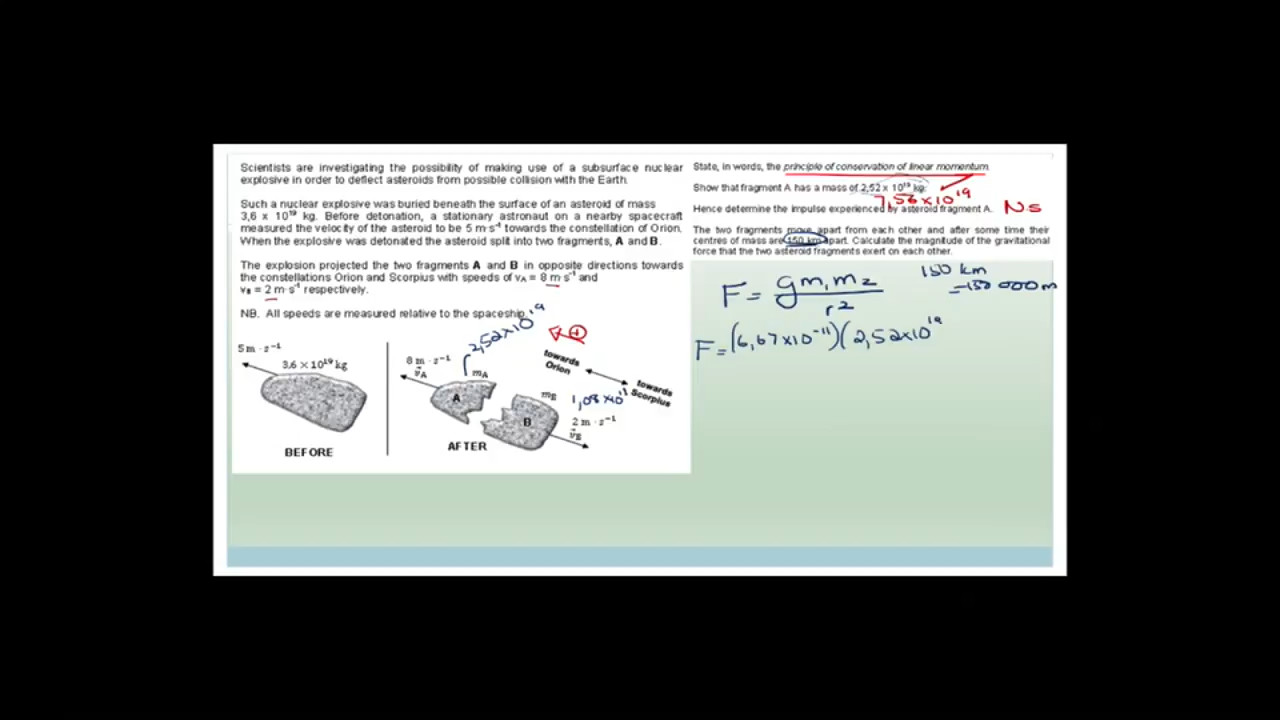 Scientists are investigating the possibility of making use of a subsurface nuclear
explosive in order to deflect asteroids from possible collision with the Earth.
Such a nuclear explosive was buried beneath the surface of an asteroid of mass
3,6 x 10¹⁹ kg. Before detonation, a stationary astronaut on a nearby spacecraft
measured the velocity of the asteroid to be 5 m·s⁻¹ towards the constellation of Orion.
When the explosive was detonated the asteroid split into two fragments, A and B.
The explosion projected the two fragments A and B in opposite directions towards
the constellations Orion and Scorpius with speeds of vA = 8 m·s⁻¹ and
vB = 2 m·s⁻¹ respectively.
NB. All speeds are measured relative to the spaceship.
5 m · s⁻¹
3,6 × 10¹⁹ kg
BEFORE
2,52×10¹⁹
8 m · s⁻¹
v⃗A
mA
A
mB
1,08×10¹⁹
B
2 m · s⁻¹
v⃗B
AFTER
+
towards
Orion
towards
Scorpius
State, in words, the principle of conservation of linear momentum.
Show that fragment A has a mass of 2,52 x 10¹⁹ kg.
7,56×10¹⁹
Hence determine the impulse experienced by asteroid fragment A. Ns
The two fragments move apart from each other and after some time their
centres of mass are 150 km apart. Calculate the magnitude of the gravitational
force that the two asteroid fragments exert on each other.
150 km
=150 000m
F = gm₁m₂ / r²
F = (6,67×10⁻¹¹)(2,52×10¹⁹